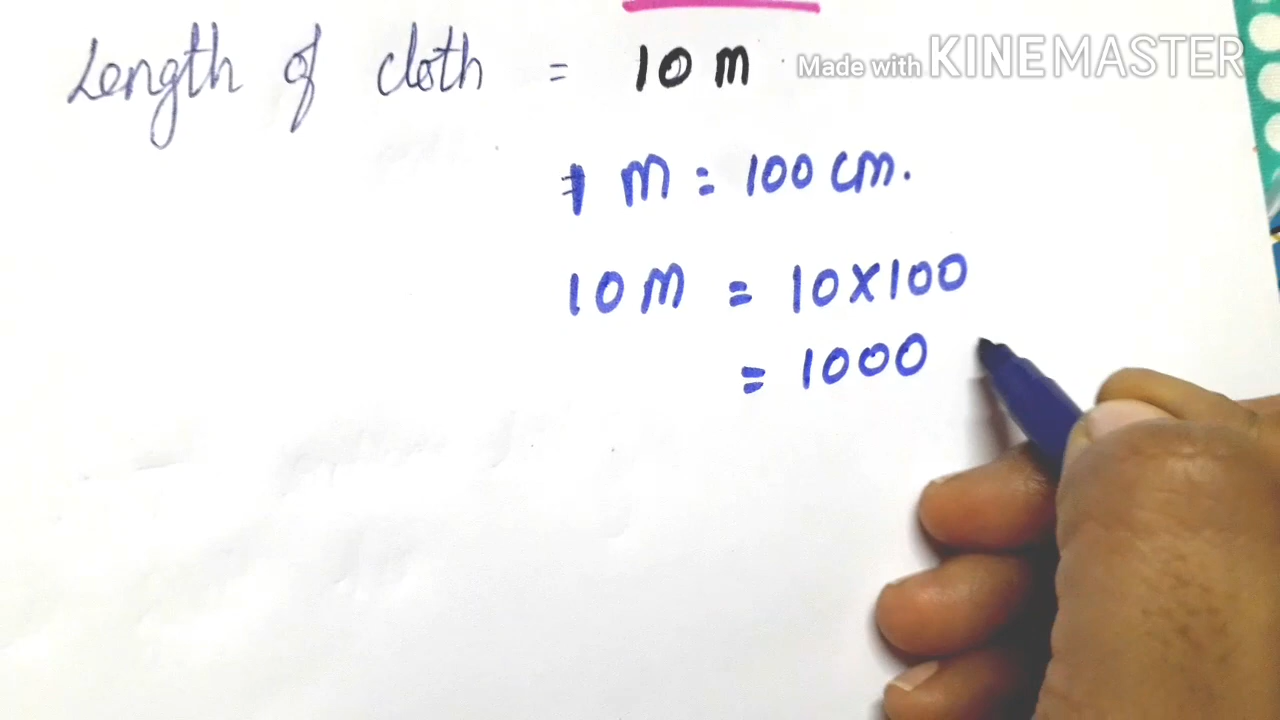 Length of cloth = 10 m
Made with KINEMASTER
1 m = 100 cm.
10 m = 10x100
= 1000